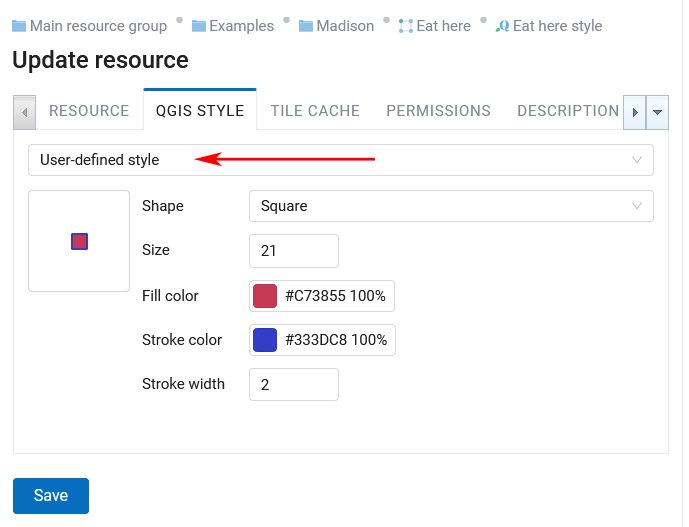 Main resource group Examples Madison Eat here Eat here style
Update resource
RESOURCE QGIS STYLE TILE CACHE PERMISSIONS DESCRIPTION
User-defined style
Shape Square
Size 21
Fill color #C73855 100%
Stroke color #333DC8 100%
Stroke width 2
Save